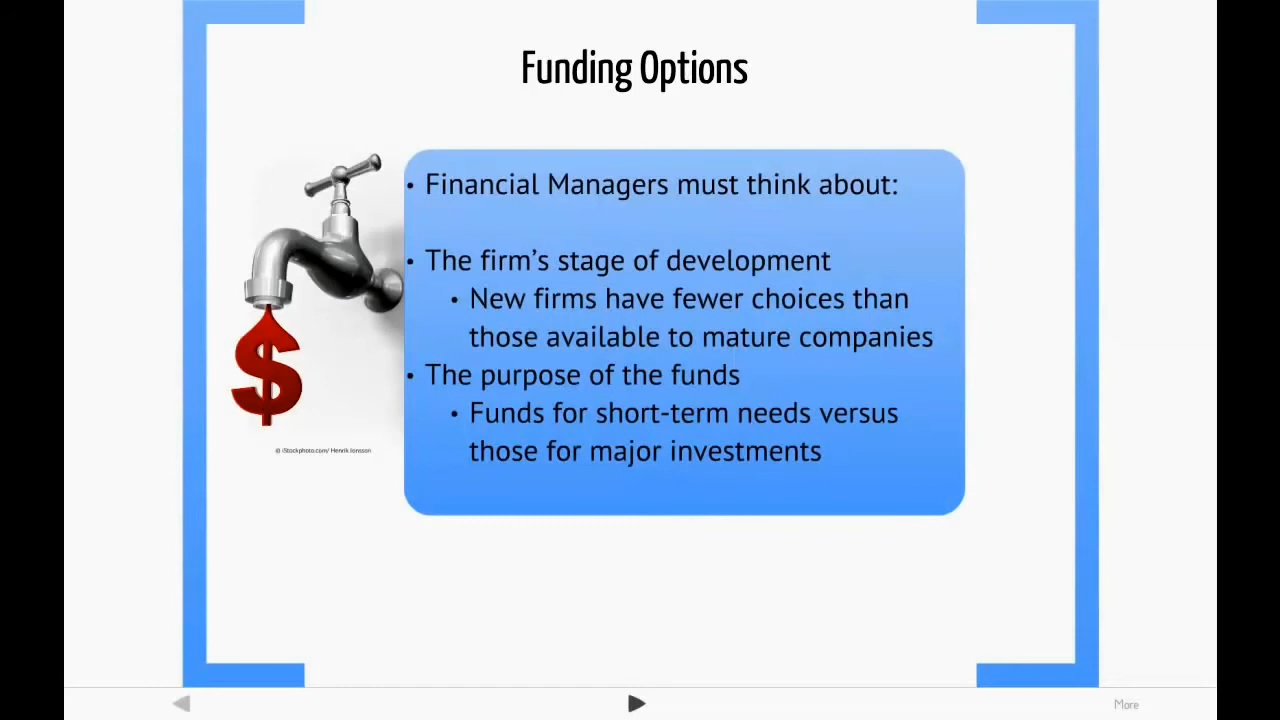 Funding Options
• Financial Managers must think about:
• The firm’s stage of development
• New firms have fewer choices than
those available to mature companies
• The purpose of the funds
• Funds for short-term needs versus
those for major investments
$
© iStockphoto.com/ Henrik Jonsson
More